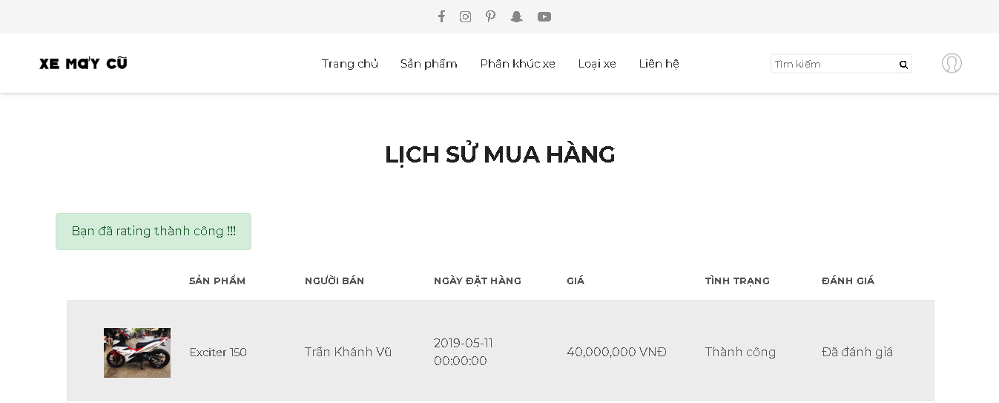 XE MÁY CŨ
Trang chủ Sản phẩm Phân khúc xe Loại xe Liên hệ
Tìm kiếm
LỊCH SỬ MUA HÀNG
Bạn đã rating thành công !!!
SẢN PHẨM NGƯỜI BÁN NGÀY ĐẶT HÀNG GIÁ TÌNH TRẠNG ĐÁNH GIÁ
Exciter 150 Trần Khánh Vũ 2019-05-11 40,000,000 VNĐ Thành công Đã đánh giá
00:00:00